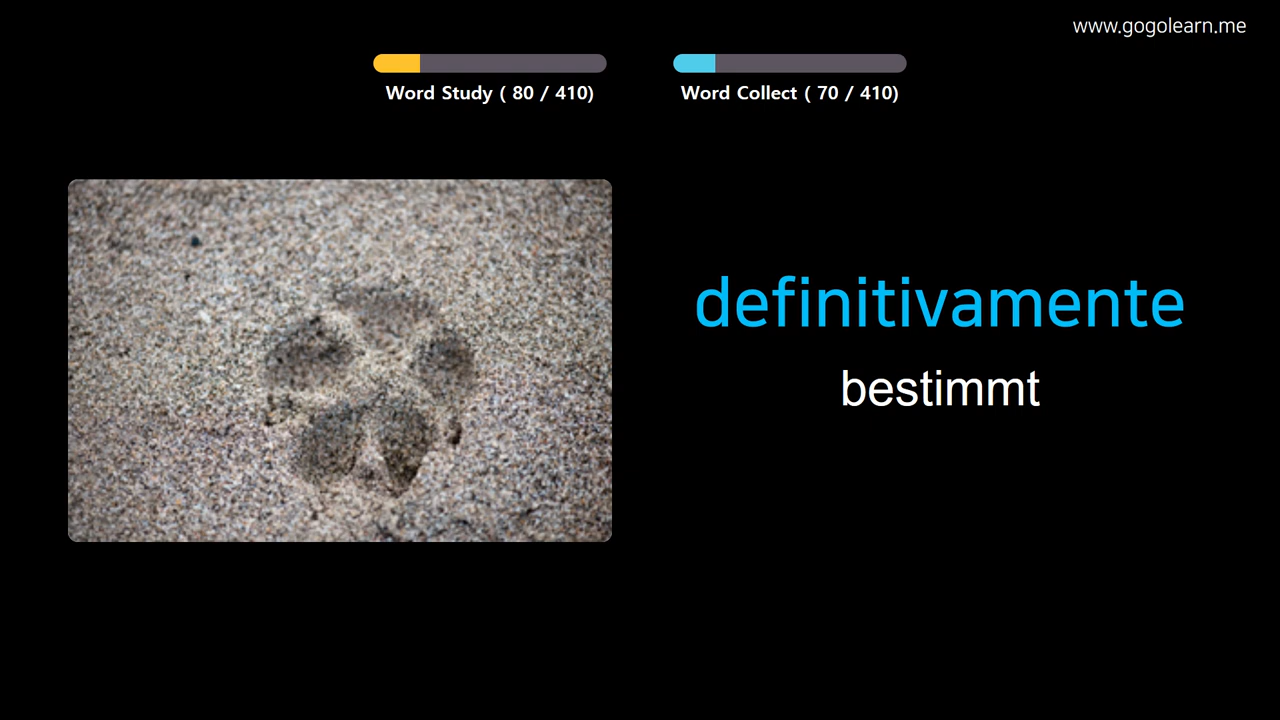 www.gogolearn.me
Word Study ( 80 / 410)
Word Collect ( 70 / 410)
definitivamente
bestimmt